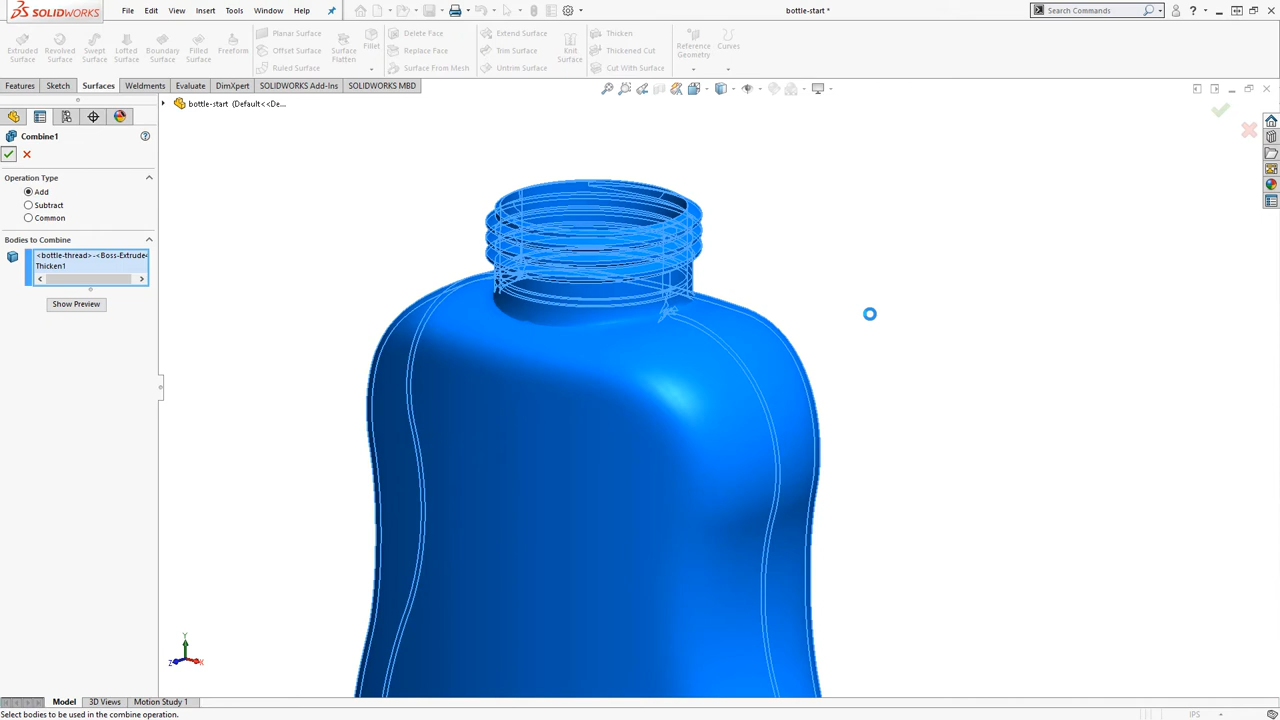 SOLIDWORKS
File Edit View Insert Tools Window Help
bottle-start *
Search Commands
Extruded Surface
Revolved Surface
Swept Surface
Lofted Surface
Boundary Surface
Filled Surface
Freeform
Planar Surface
Offset Surface
Ruled Surface
Surface Flatten
Fillet
Delete Face
Replace Face
Surface From Mesh
Extend Surface
Trim Surface
Untrim Surface
Knit Surface
Thicken
Thickened Cut
Cut With Surface
Reference Geometry
Curves
Features Sketch Surfaces Weldments Evaluate DimXpert SOLIDWORKS Add-Ins SOLIDWORKS MBD
bottle-start (Default<<De...
Combine1
Operation Type
Add
Subtract
Common
Bodies to Combine
<bottle-thread>-<Boss-Extrude
Thicken1
Show Preview
Y
Z
X
Model 3D Views Motion Study 1
Select bodies to be used in the combine operation.
IPS